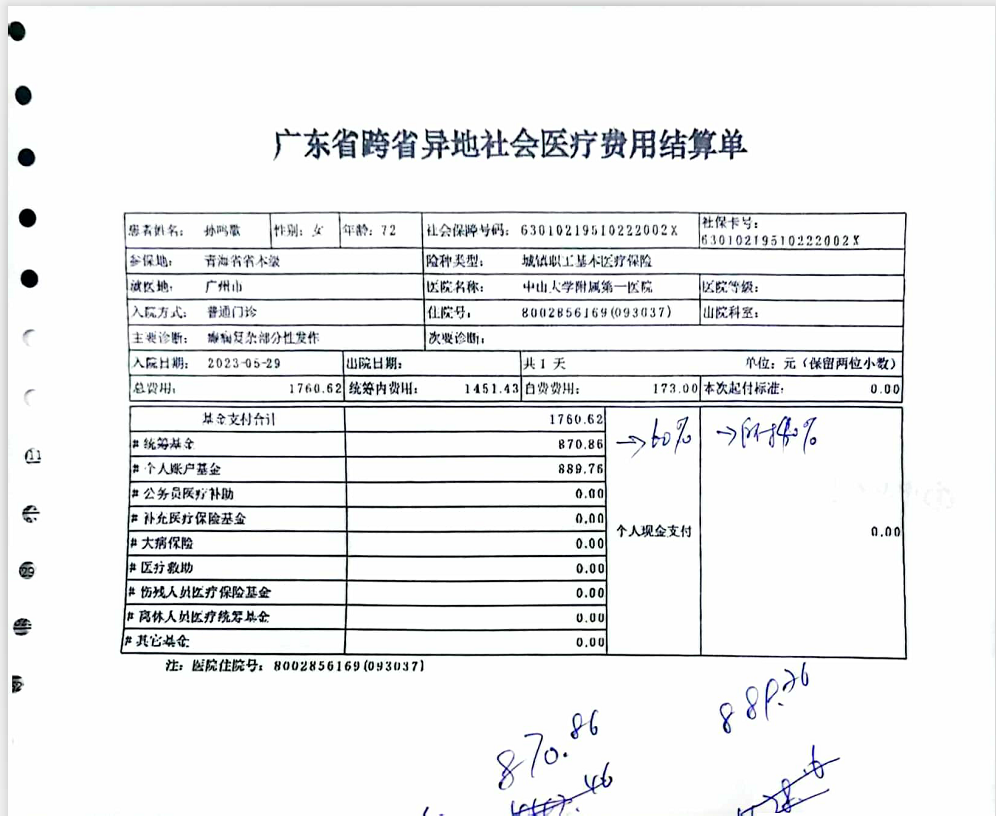 广东省跨省异地社会医疗费用结算单
患者姓名： 孙鸣歌 性别：女 年龄：72 社会保障号码：63010219510222002X 社保卡号：63010219510222002X
参保地： 青海省省本级 险种类型： 城镇职工基本医疗保险
就医地： 广州市 医院名称： 中山大学附属第一医院 医院等级：
入院方式： 普通门诊 住院号： 8002856169(093037) 出院科室：
主要诊断： 癫痫复杂部分性发作 次要诊断：
入院日期： 2023-05-29 出院日期： 共1天 单位：元（保留两位小数）
总费用： 1760.62 统筹内费用： 1451.43 自费费用： 173.00 本次起付标准： 0.00
基金支付合计 1760.62
#统筹基金 870.86 →60%
#个人账户基金 889.76
#公务员医疗补助 0.00
#补充医疗保险基金 0.00
#大病保险 0.00 个人现金支付 0.00
#医疗救助 0.00
#伤残人员医疗保险基金 0.00
#离休人员医疗统筹基金 0.00
#其它基金 0.00
注：医院住院号：8002856169(093037)
889.76
870.86